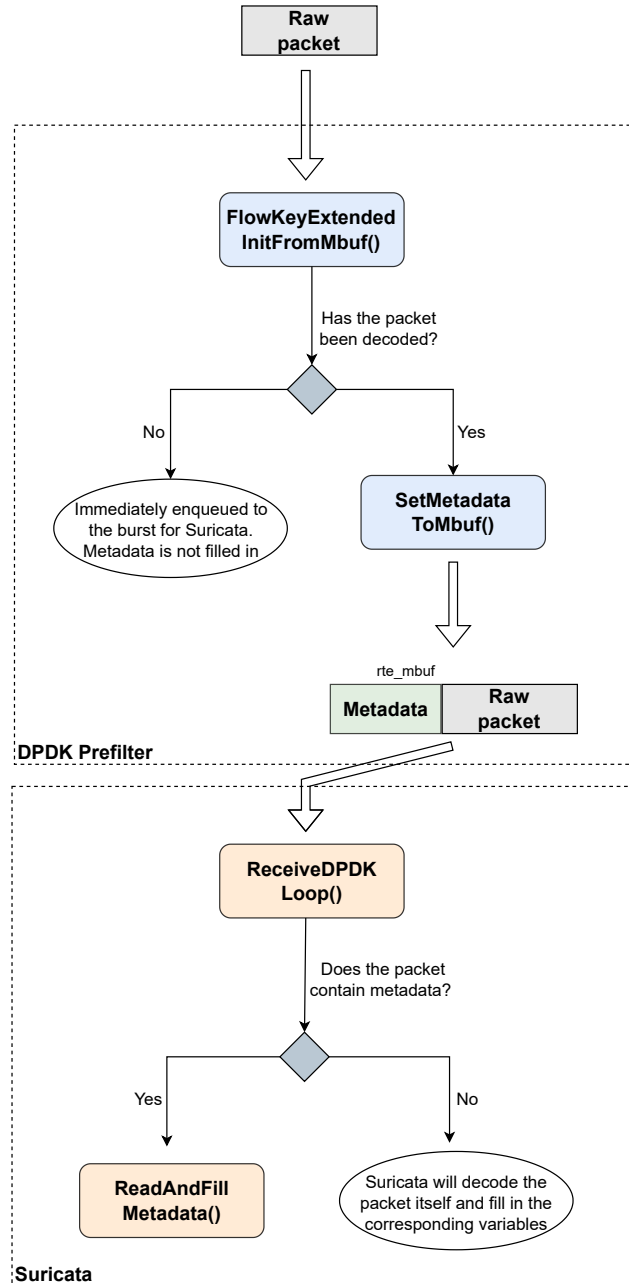 Raw
packet
FlowKeyExtended
InitFromMbuf()
Has the packet
been decoded?
No
Yes
Immediately enqueued to
the burst for Suricata.
Metadata is not filled in
SetMetadata
ToMbuf()
rte_mbuf
Metadata
Raw
packet
DPDK Prefilter
ReceiveDPDK
Loop()
Does the packet
contain metadata?
Yes
No
ReadAndFill
Metadata()
Suricata will decode the
packet itself and fill in the
corresponding variables
Suricata